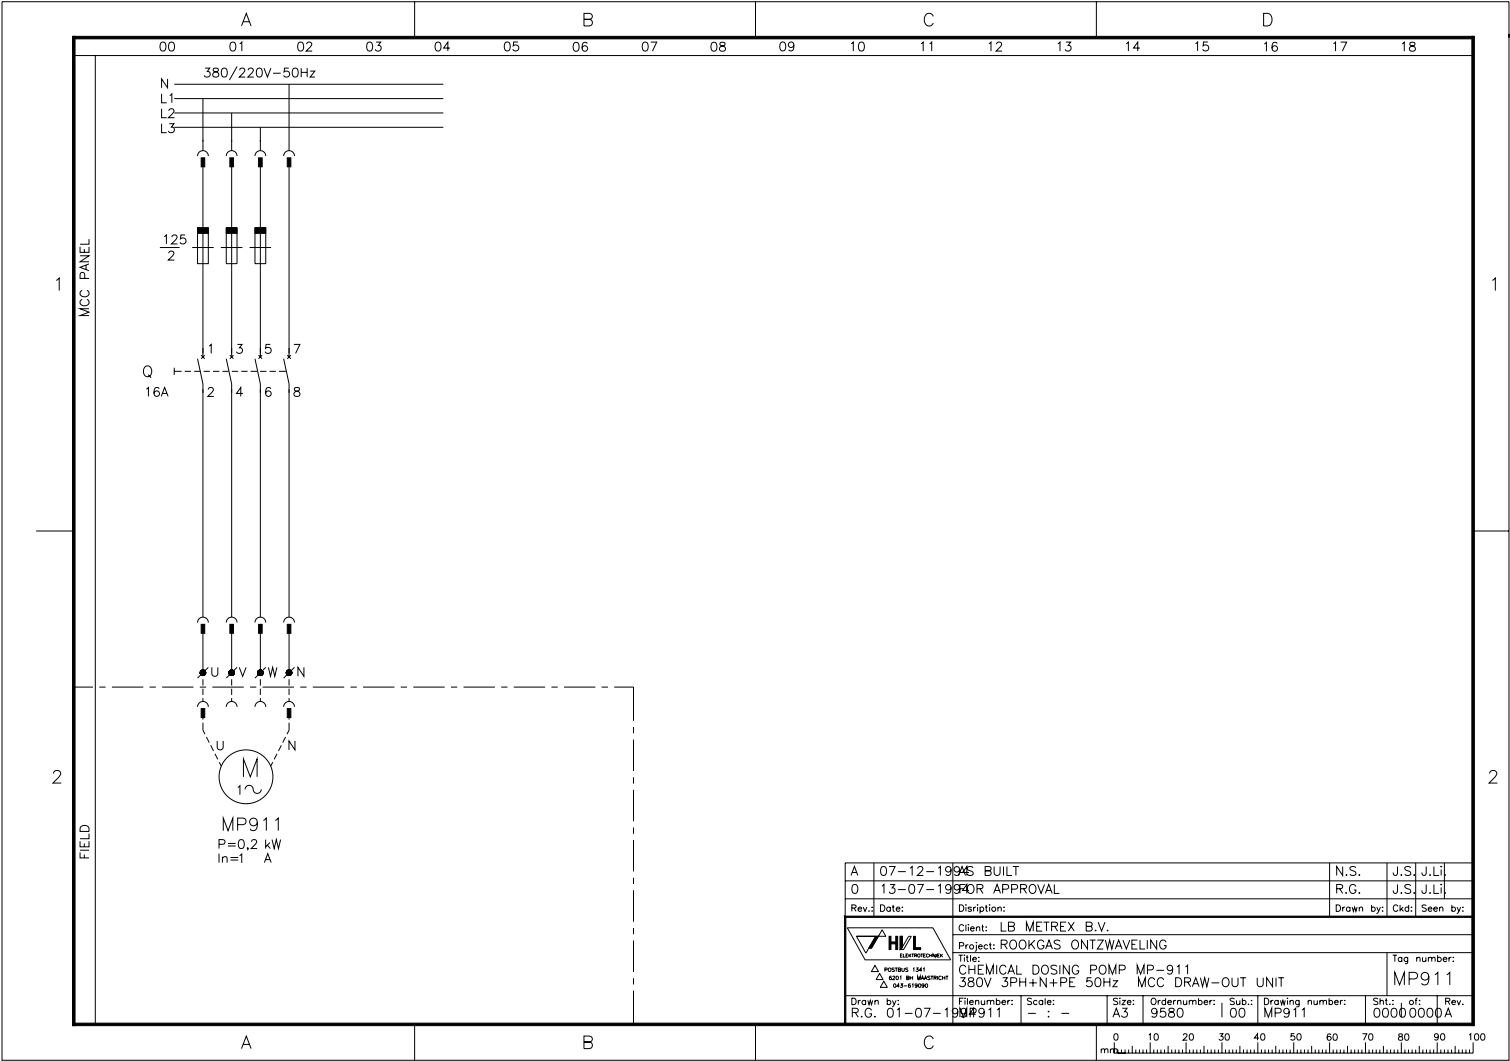 A B C D
00 01 02 03 04 05 06 07 08 09 10 11 12 13 14 15 16 17 18
380/220V-50Hz
N
L1
L2
L3
125
2
MCC PANEL
1 1
1 3 5 7
Q
16A 2 4 6 8
U V W N
U N
M
1~
2 2
MP911
P=0,2 kW
In=1 A
FIELD
A 07-12-1994 AS BUILT N.S. J.S. J.Li.
0 13-07-1994 FOR APPROVAL R.G. J.S. J.Li.
Rev.: Date: Disription: Drawn by: Ckd: Seen by:
HVL
ELEKTROTECHNIEK
POSTBUS 1341
6201 BH MAASTRICHT
043-619090
Client: LB METREX B.V.
Project: ROOKGAS ONTZWAVELING
Title:
CHEMICAL DOSING POMP MP-911
380V 3PH+N+PE 50Hz MCC DRAW-OUT UNIT
Tag number:
MP911
Drawn by: Filenumber: Scale: Size: Ordernumber: Sub.: Drawing number: Sht.: of: Rev.
R.G. 01-07-1994 MP911 - : - A3 9580 00 MP911 0000 0000 A
A B C
mm 0 10 20 30 40 50 60 70 80 90 100